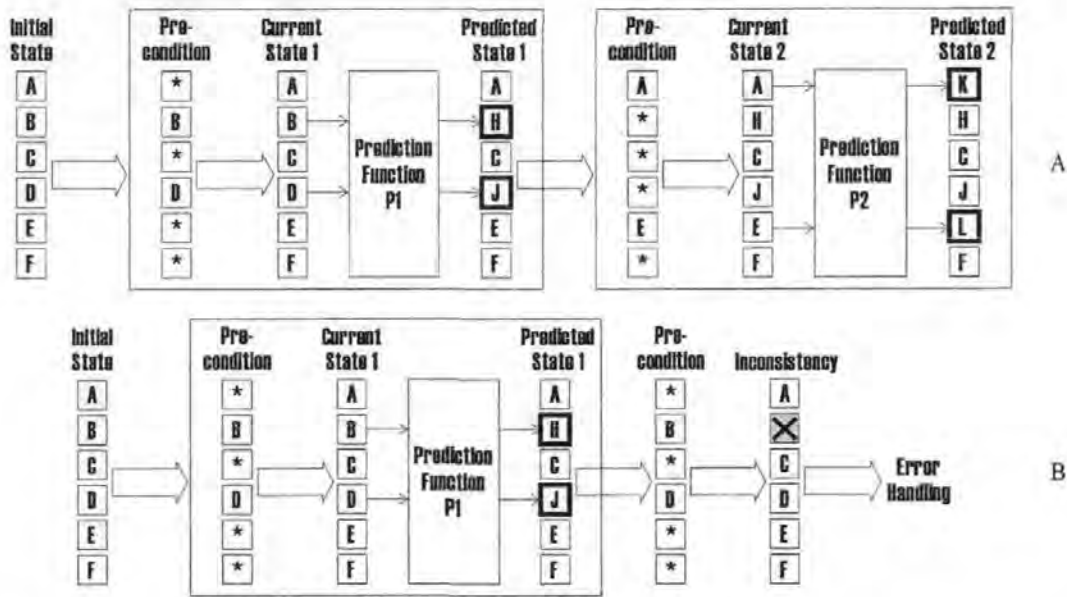 Initial State
Pre-condition
Current State 1
Predicted State 1
Pre-condition
Current State 2
Predicted State 2
A * A A A A K
B B B H * H H
C * C Prediction Function P1 C * C Prediction Function P2 C
D D D J * J J
E * E E E E L
F * F F * F F
A
Initial State
Pre-condition
Current State 1
Predicted State 1
Pre-condition
Inconsistency
A * A A * A
B B B H B X
C * C Prediction Function P1 C * C
D D D J D D
E * E E * E
F * F F * F
Error Handling
B